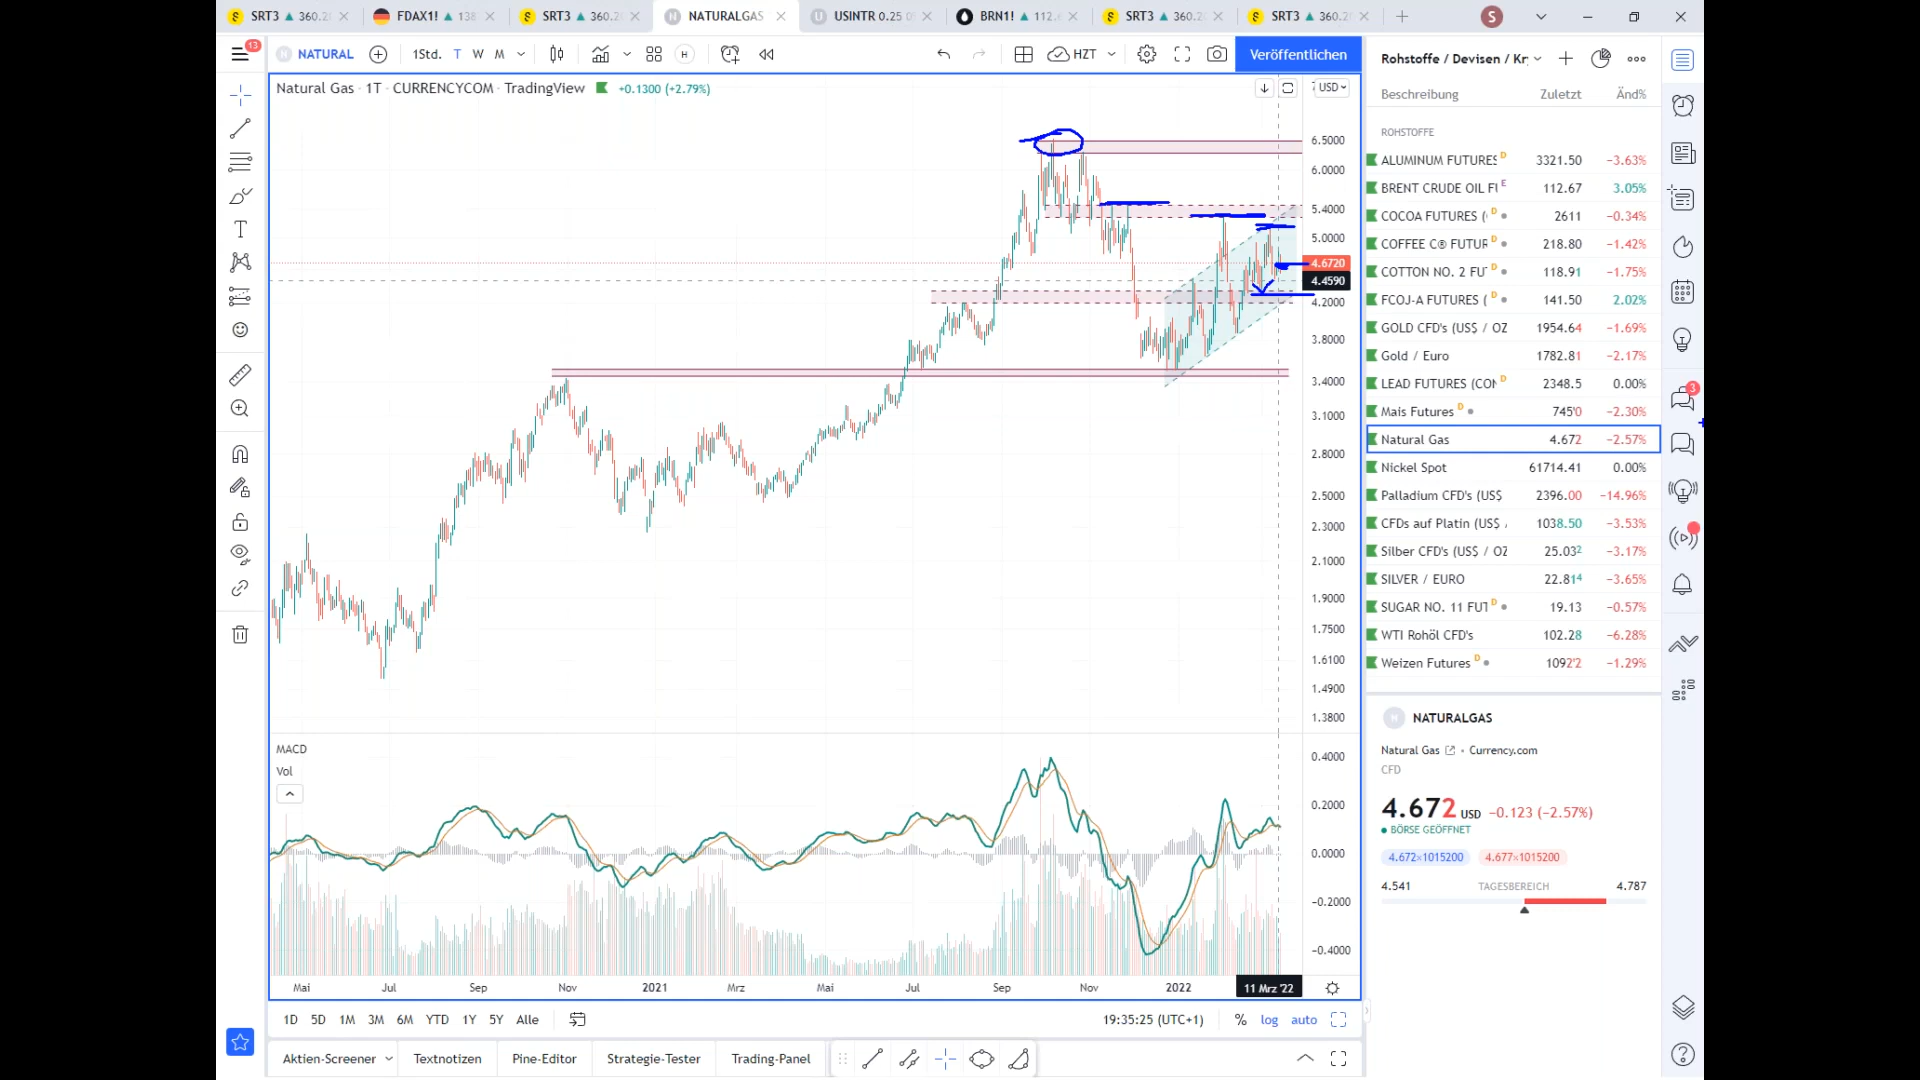 SRT3 ▲ 360.2
FDAX1! ▲ 138
SRT3 ▲ 360.2
NATURALGAS
USINTR 0.25
BRN1! ▲ 112.6
SRT3 ▲ 360.2
SRT3 ▲ 360.2
S
13
NATURAL
1Std. T W M
HZT
Veröffentlichen
Rohstoffe / Devisen / Kr
Natural Gas · 1T · CURRENCYCOM · TradingView +0.1300 (+2.79%)
USD
Beschreibung Zuletzt Änd%
ROHSTOFFE
ALUMINUM FUTURES D 3321.50 −3.63%
BRENT CRUDE OIL FU E 112.67 3.05%
COCOA FUTURES ( D 2611 −0.34%
COFFEE C® FUTUR D 218.80 −1.42%
COTTON NO. 2 FU D 118.91 −1.75%
FCOJ-A FUTURES ( D 141.50 2.02%
GOLD CFD's (US$ / OZ 1954.64 −1.69%
Gold / Euro 1782.81 −2.17%
LEAD FUTURES (CON D 2348.5 0.00%
Mais Futures D 745'0 −2.30%
Natural Gas 4.672 −2.57%
Nickel Spot 61714.41 0.00%
Palladium CFD's (US$ 2396.00 −14.96%
CFDs auf Platin (US$ / 1038.50 −3.53%
Silber CFD's (US$ / OZ 25.032 −3.17%
SILVER / EURO 22.814 −3.65%
SUGAR NO. 11 FUT D 19.13 −0.57%
WTI Rohöl CFD's 102.28 −6.28%
Weizen Futures D 1092'2 −1.29%
6.5000
6.0000
5.4000
5.0000
4.6720
4.4590
4.2000
3.8000
3.4000
3.1000
2.8000
2.5000
2.3000
2.1000
1.9000
1.7500
1.6100
1.4900
1.3800
3
NATURALGAS
Natural Gas • Currency.com
CFD
4.672 USD −0.123 (−2.57%)
BÖRSE GEÖFFNET
4.672×1015200 4.677×1015200
4.541 TAGESBEREICH 4.787
MACD
Vol
0.4000
0.2000
0.0000
−0.2000
−0.4000
Mai Jul Sep Nov 2021 Mrz Mai Jul Sep Nov 2022 11 Mrz '22
1D 5D 1M 3M 6M YTD 1Y 5Y Alle
19:35:25 (UTC+1) % log auto
Aktien-Screener Textnotizen Pine-Editor Strategie-Tester Trading-Panel